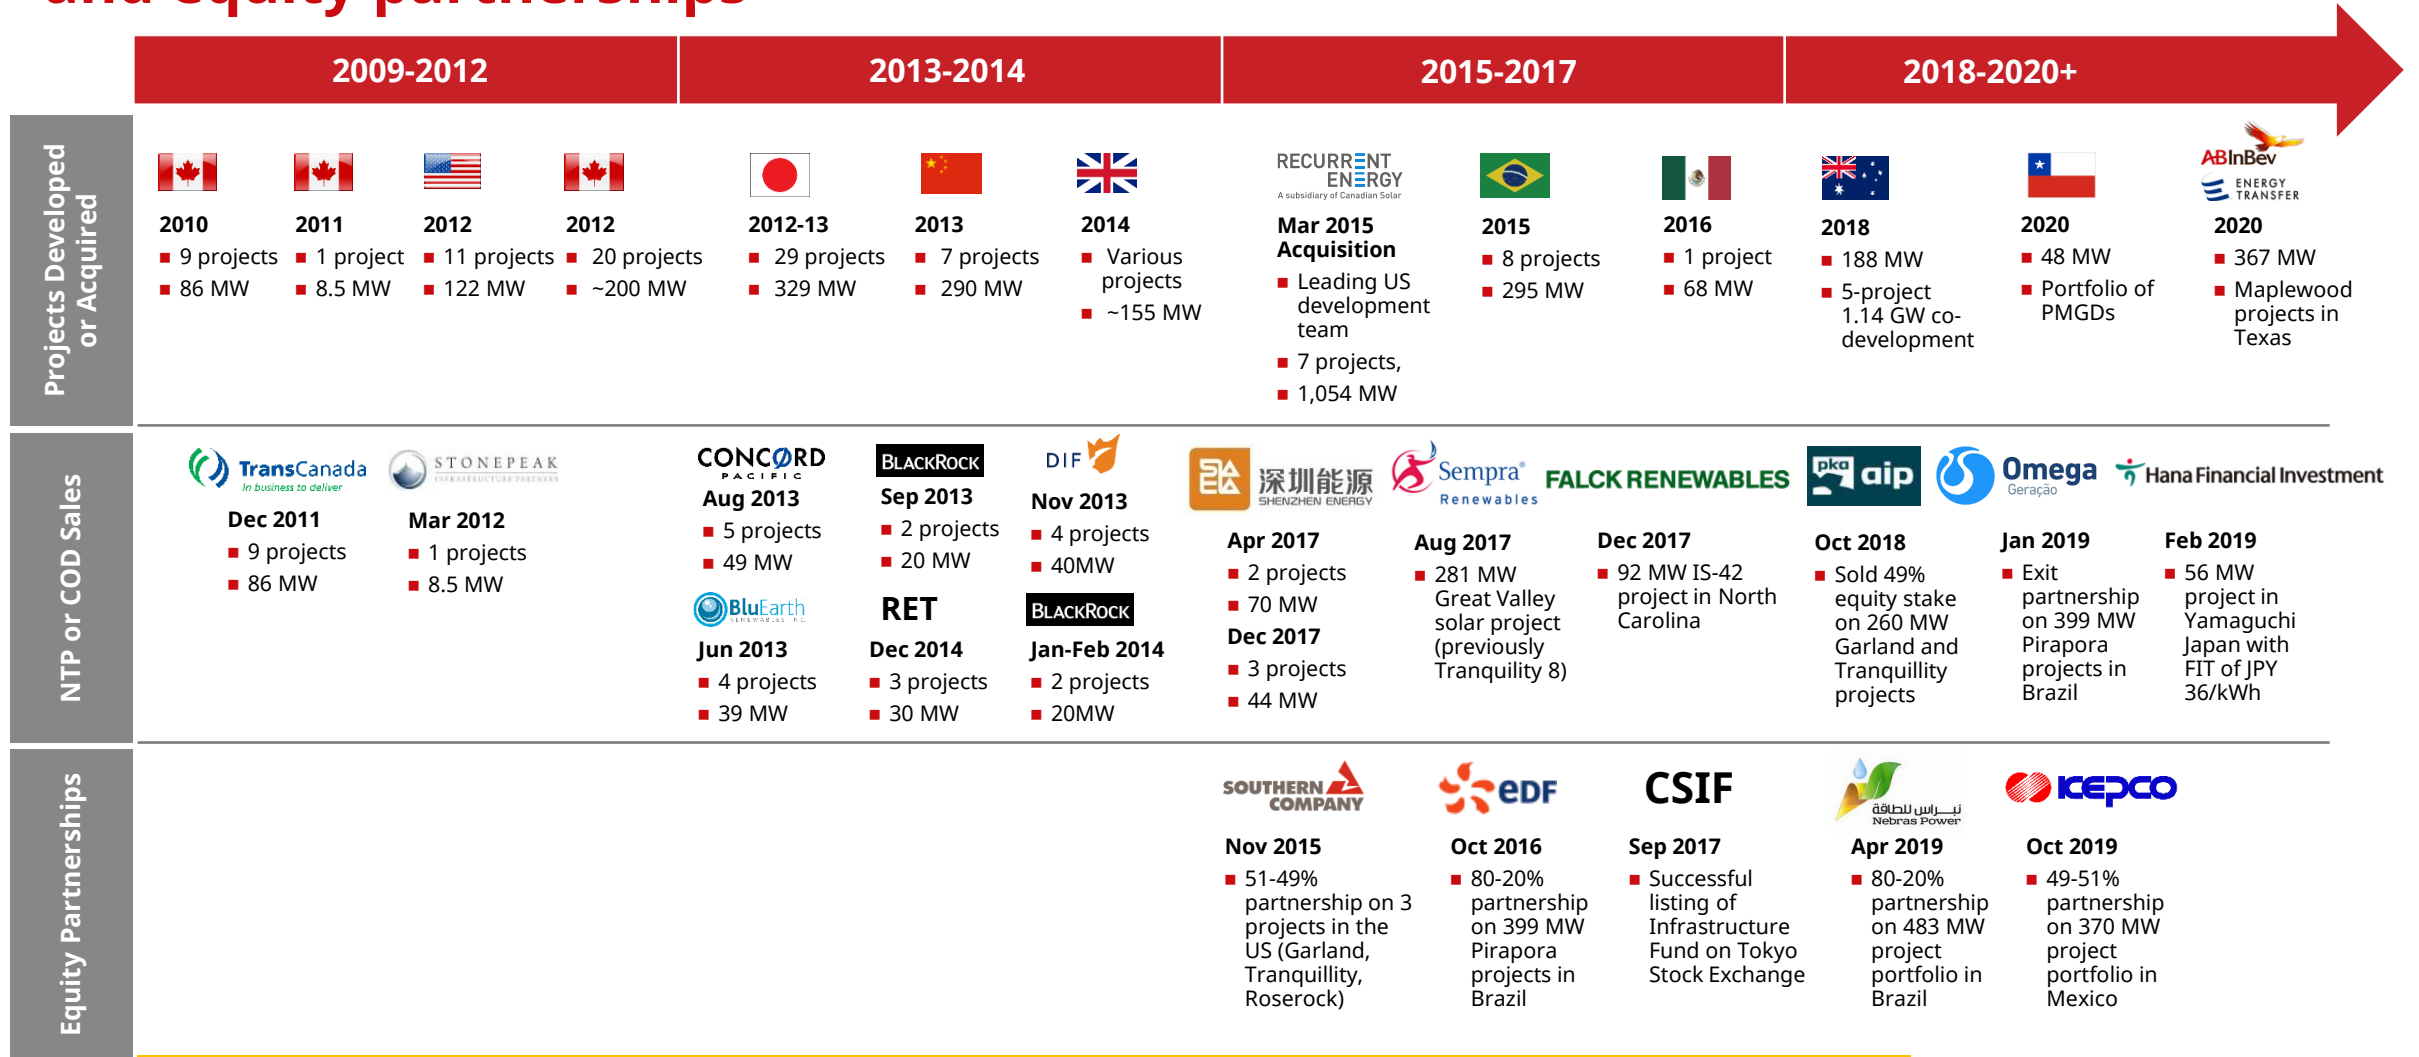 and equity partnerships
2009-2012
2013-2014
2015-2017
2018-2020+
Projects Developed
or Acquired
2010
9 projects
86 MW
2011
1 project
8.5 MW
2012
11 projects
122 MW
2012
20 projects
~200 MW
2012-13
29 projects
329 MW
2013
7 projects
290 MW
2014
Various
projects
~155 MW
RECURRENT
ENERGY
A subsidiary of Canadian Solar
Mar 2015
Acquisition
Leading US
development
team
7 projects,
1,054 MW
2015
8 projects
295 MW
2016
1 project
68 MW
2018
188 MW
5-project
1.14 GW co-
development
2020
48 MW
Portfolio of
PMGDs
ABInBev
ENERGY
TRANSFER
2020
367 MW
Maplewood
projects in
Texas
NTP or COD Sales
TransCanada
In business to deliver
Dec 2011
9 projects
86 MW
STONEPEAK
INFRASTRUCTURE PARTNERS
Mar 2012
1 projects
8.5 MW
CONCORD
PACIFIC
Aug 2013
5 projects
49 MW
BLACKROCK
Sep 2013
2 projects
20 MW
DIF
Nov 2013
4 projects
40MW
BluEarth
RENEWABLES INC.
Jun 2013
4 projects
39 MW
RET
Dec 2014
3 projects
30 MW
BLACKROCK
Jan-Feb 2014
2 projects
20MW
深圳能源
SHENZHEN ENERGY
Apr 2017
2 projects
70 MW
Dec 2017
3 projects
44 MW
Sempra
Renewables
Aug 2017
281 MW
Great Valley
solar project
(previously
Tranquility 8)
FALCK RENEWABLES
Dec 2017
92 MW IS-42
project in North
Carolina
pka aip
Oct 2018
Sold 49%
equity stake
on 260 MW
Garland and
Tranquillity
projects
Omega
Geração
Jan 2019
Exit
partnership
on 399 MW
Pirapora
projects in
Brazil
Hana Financial Investment
Feb 2019
56 MW
project in
Yamaguchi
Japan with
FIT of JPY
36/kWh
Equity Partnerships
SOUTHERN
COMPANY
Nov 2015
51-49%
partnership on 3
projects in the
US (Garland,
Tranquillity,
Roserock)
eDF
Oct 2016
80-20%
partnership
on 399 MW
Pirapora
projects in
Brazil
CSIF
Sep 2017
Successful
listing of
Infrastructure
Fund on Tokyo
Stock Exchange
نبراس للطاقة
Nebras Power
Apr 2019
80-20%
partnership
on 483 MW
project
portfolio in
Brazil
KEPCO
Oct 2019
49-51%
partnership
on 370 MW
project
portfolio in
Mexico